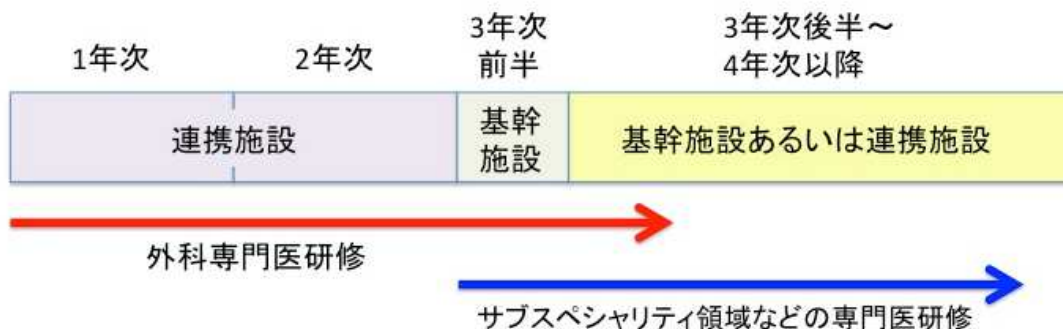 1年次
2年次
3年次
前半
3年次後半～
4年次以降
連携施設
基幹
施設
基幹施設あるいは連携施設
外科専門医研修
サブスペシャリティ領域などの専門医研修